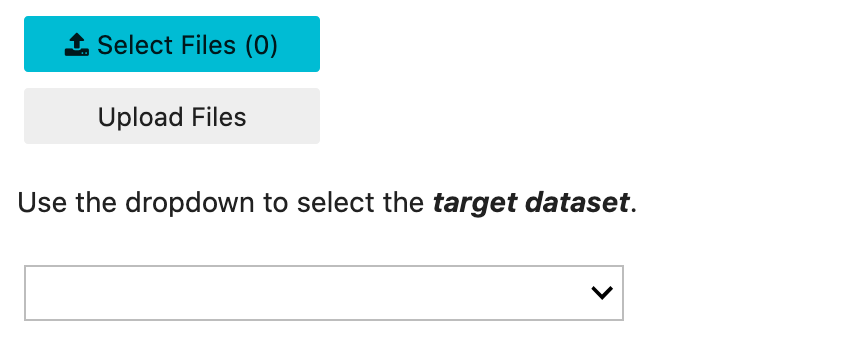 Select Files (0)
Upload Files
Use the dropdown to select the target dataset.